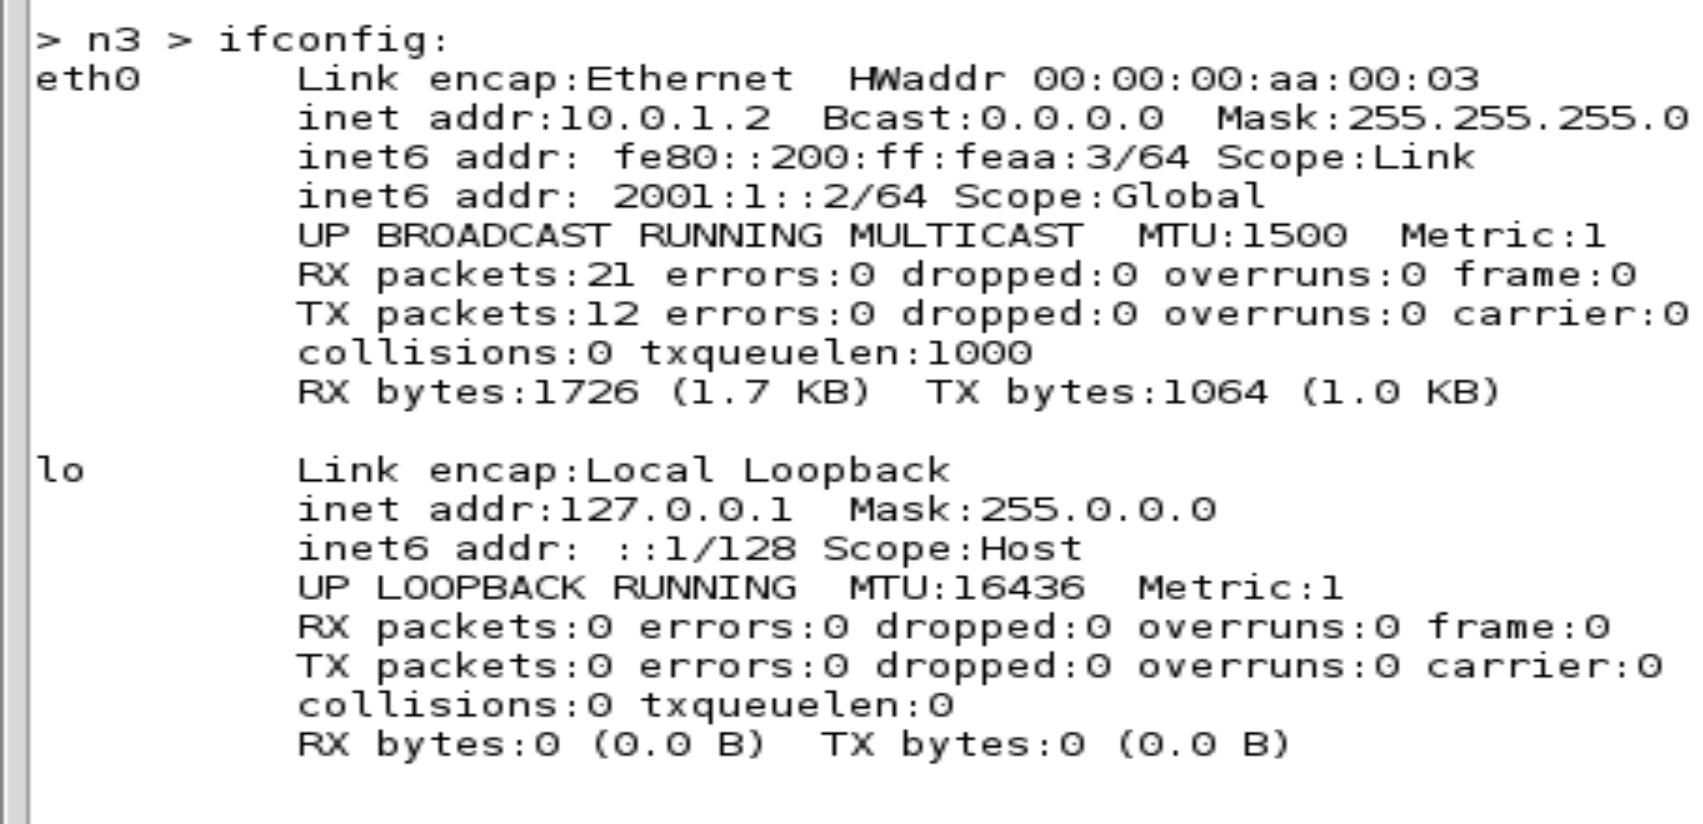 > n3 > ifconfig:
eth0      Link encap:Ethernet  HWaddr 00:00:00:aa:00:03
          inet addr:10.0.1.2  Bcast:0.0.0.0  Mask:255.255.255.0
          inet6 addr: fe80::200:ff:feaa:3/64 Scope:Link
          inet6 addr: 2001:1::2/64 Scope:Global
          UP BROADCAST RUNNING MULTICAST  MTU:1500  Metric:1
          RX packets:21 errors:0 dropped:0 overruns:0 frame:0
          TX packets:12 errors:0 dropped:0 overruns:0 carrier:0
          collisions:0 txqueuelen:1000
          RX bytes:1726 (1.7 KB)  TX bytes:1064 (1.0 KB)

lo        Link encap:Local Loopback
          inet addr:127.0.0.1  Mask:255.0.0.0
          inet6 addr: ::1/128 Scope:Host
          UP LOOPBACK RUNNING  MTU:16436  Metric:1
          RX packets:0 errors:0 dropped:0 overruns:0 frame:0
          TX packets:0 errors:0 dropped:0 overruns:0 carrier:0
          collisions:0 txqueuelen:0
          RX bytes:0 (0.0 B)  TX bytes:0 (0.0 B)